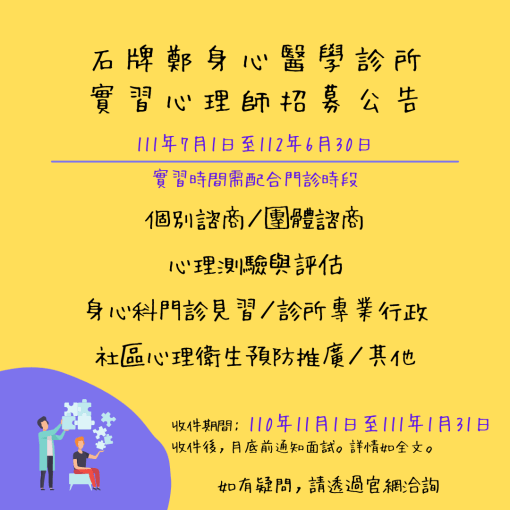 石牌鄭身心醫學診所
實習心理師招募公告
111年7月1日至112年6月30日
實習時間需配合門診時段
個別諮商/團體諮商
心理測驗與評估
身心科門診見習/診所專業行政
社區心理衛生預防推廣/其他
收件期間: 110年11月1日至111年1月31日
收件後,月底前通知面試。詳情如全文。
如有疑問,請透過官網洽詢